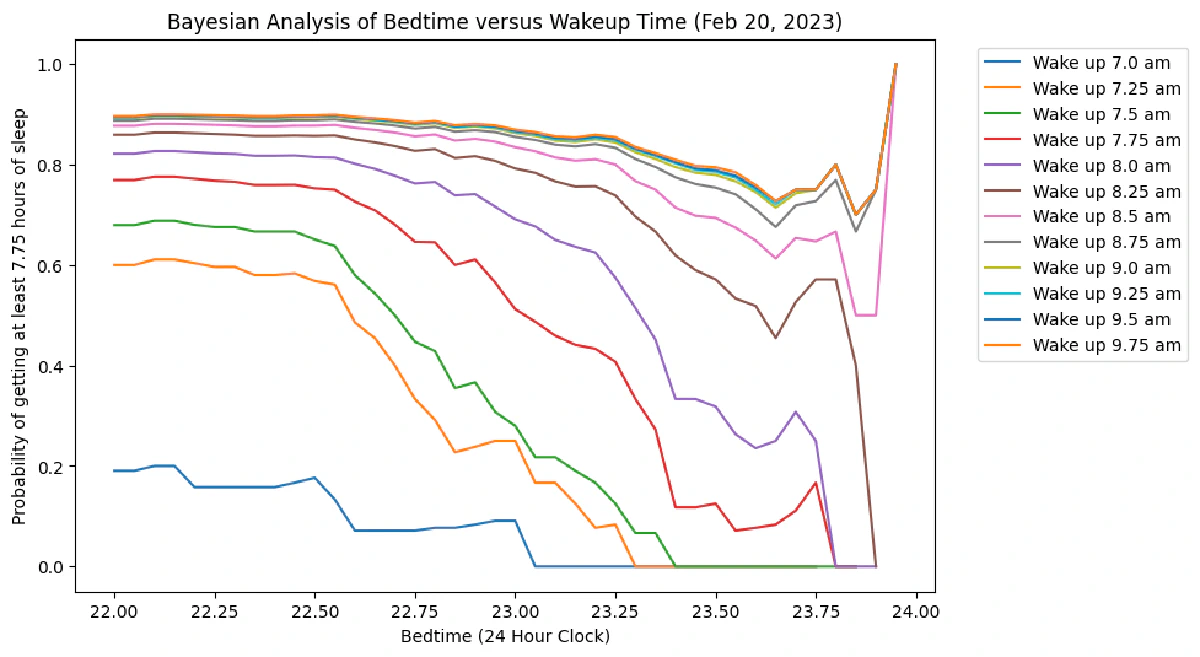 Bayesian Analysis of Bedtime versus Wakeup Time (Feb 20, 2023)
Probability of getting at least 7.75 hours of sleep
1.0
0.8
0.6
0.4
0.2
0.0
22.00 22.25 22.50 22.75 23.00 23.25 23.50 23.75 24.00
Bedtime (24 Hour Clock)
Wake up 7.0 am
Wake up 7.25 am
Wake up 7.5 am
Wake up 7.75 am
Wake up 8.0 am
Wake up 8.25 am
Wake up 8.5 am
Wake up 8.75 am
Wake up 9.0 am
Wake up 9.25 am
Wake up 9.5 am
Wake up 9.75 am